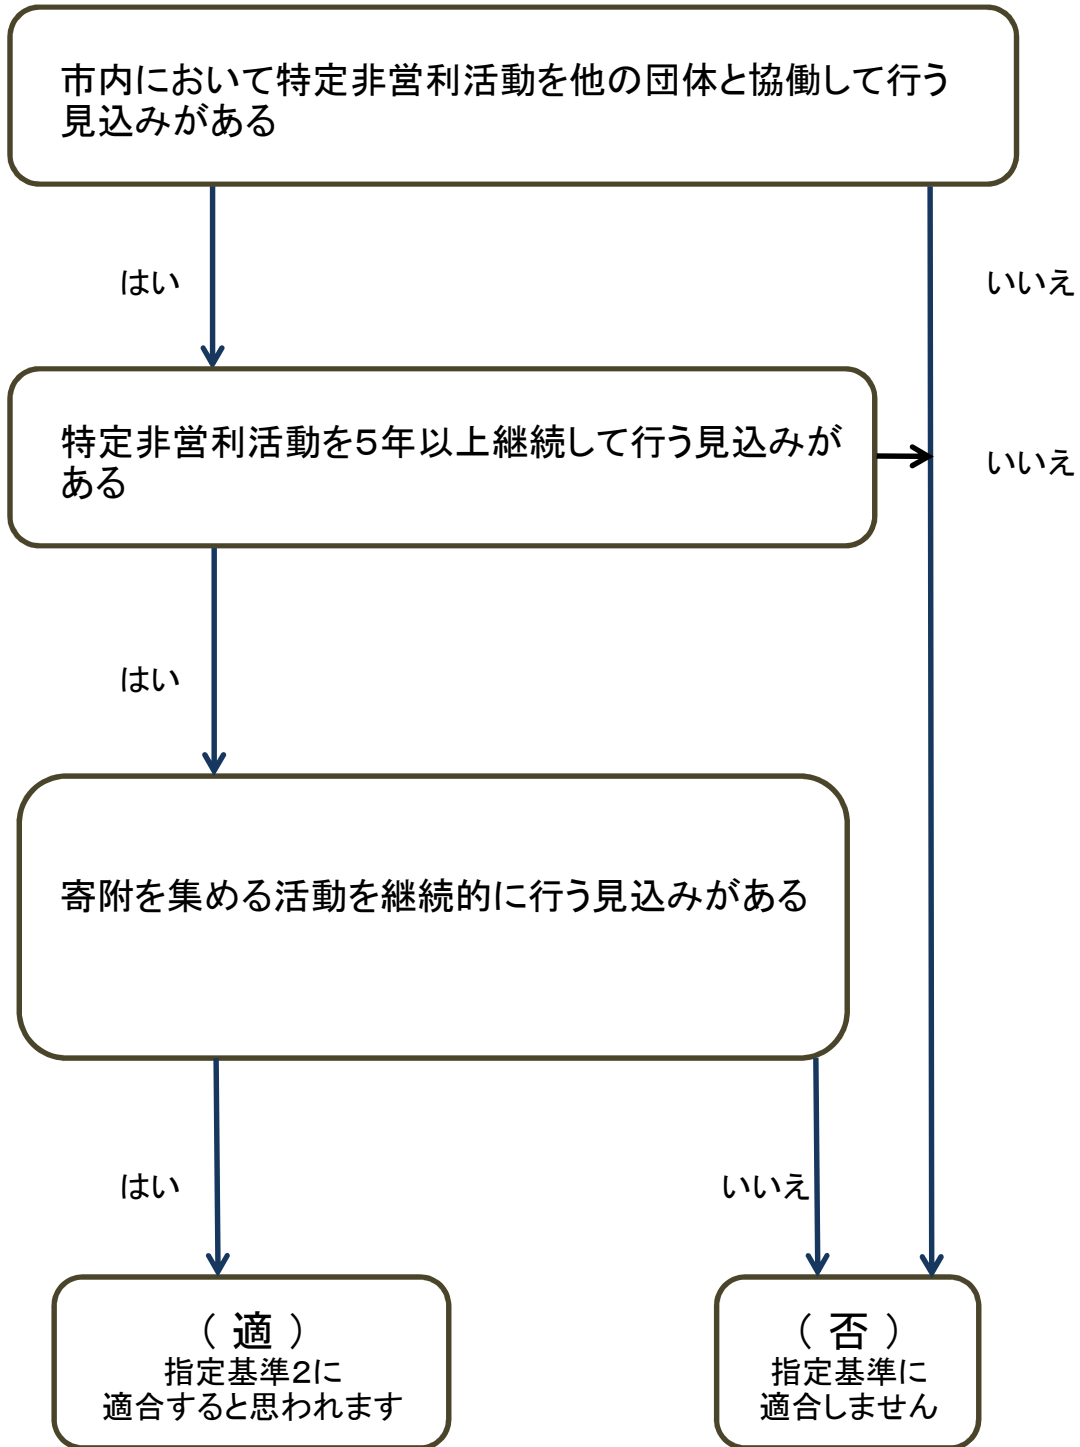 市内において特定非営利活動を他の団体と協働して行う
見込みがある
はい
いいえ
特定非営利活動を5年以上継続して行う見込みが
ある
いいえ
はい
寄附を集める活動を継続的に行う見込みがある
はい
いいえ
（ 適 ）
指定基準2に
適合すると思われます
（ 否 ）
指定基準に
適合しません